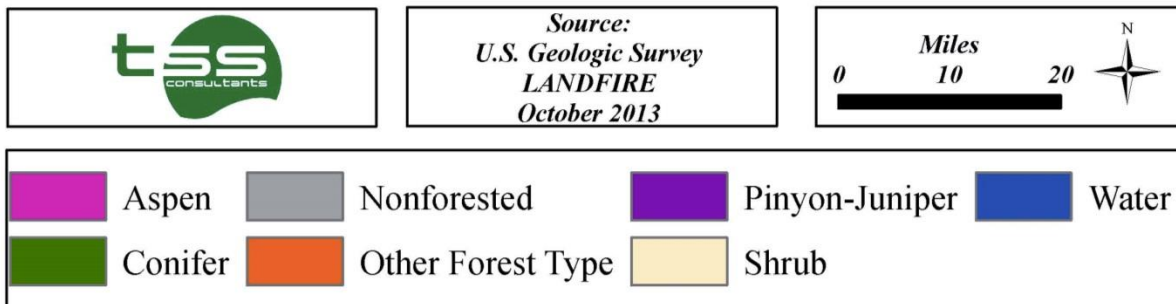 tss
consultants
Source:
U.S. Geologic Survey
LANDFIRE
October 2013
Miles
0 10 20
N
Aspen Nonforested Pinyon-Juniper Water
Conifer Other Forest Type Shrub